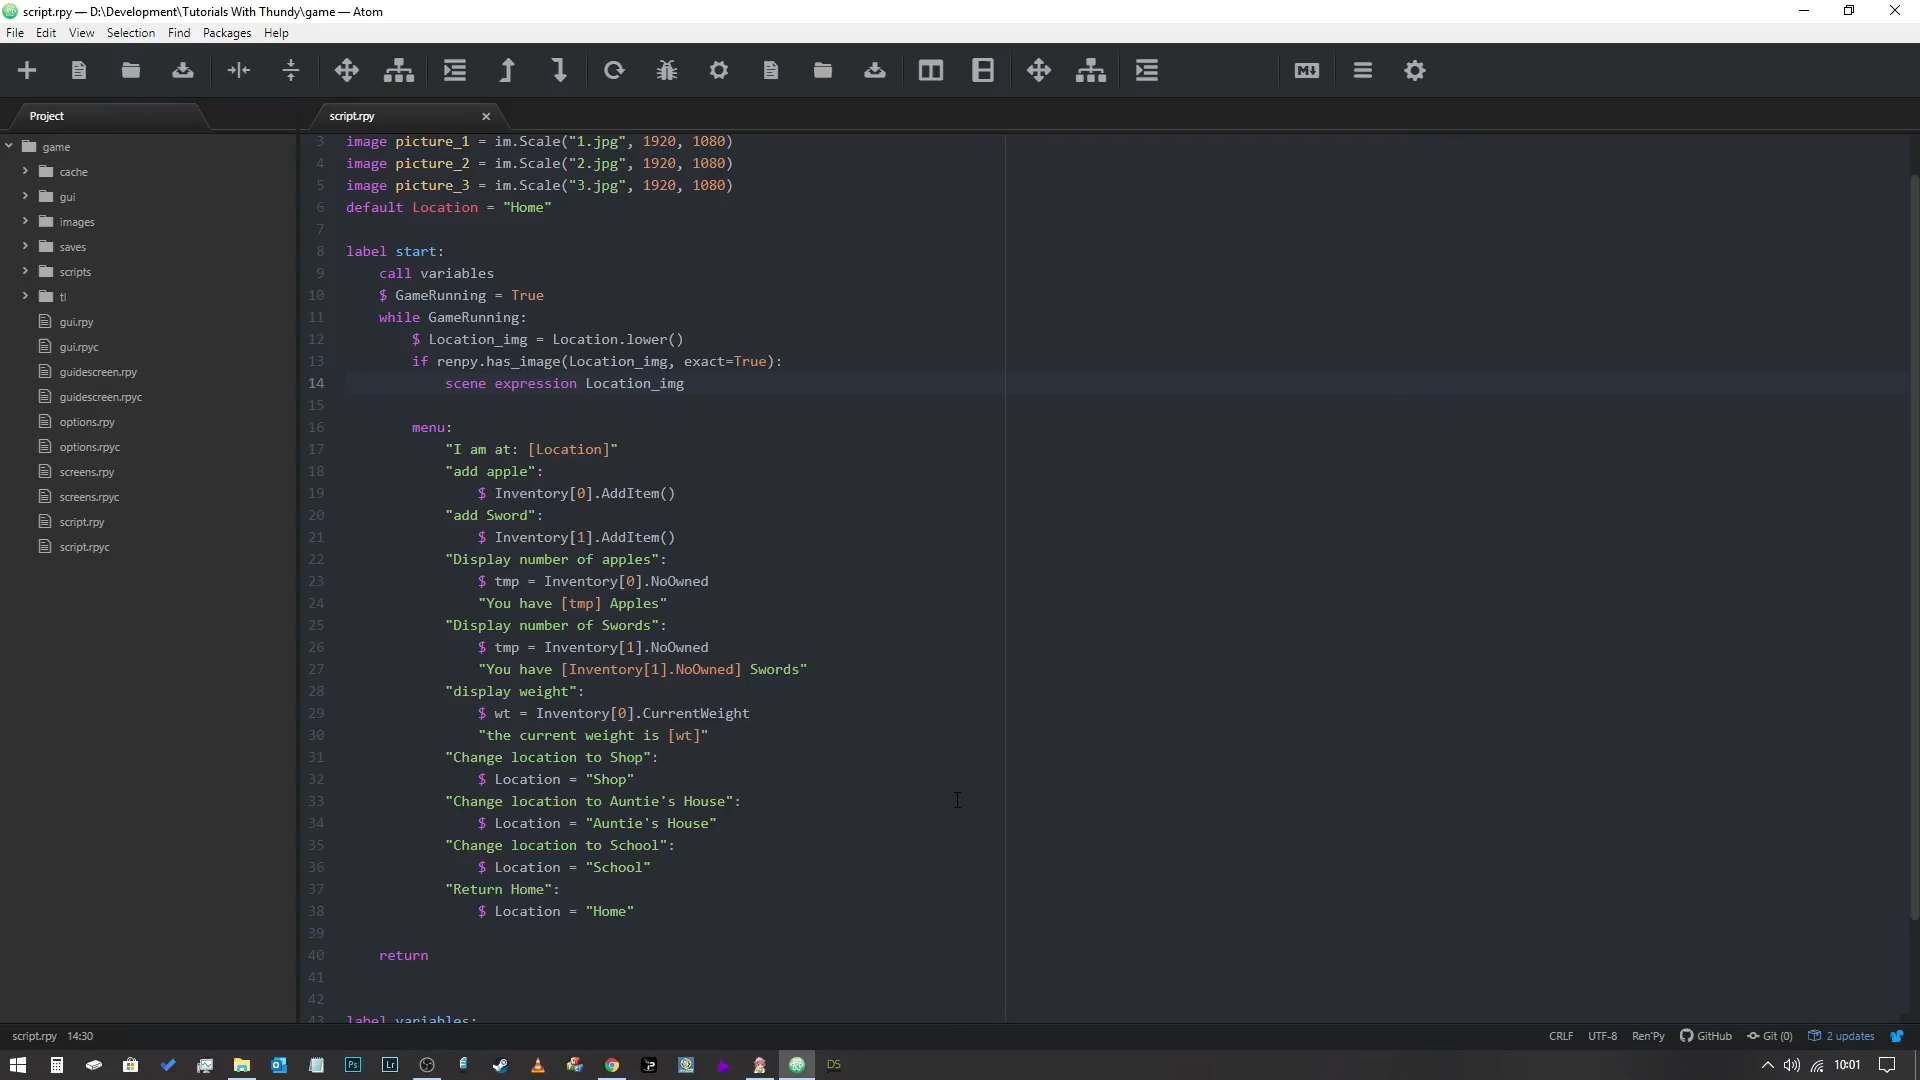 script.rpy — D:\Development\Tutorials With Thundy\game — Atom
File Edit View Selection Find Packages Help
Project
script.rpy
game
cache
gui
images
saves
scripts
tl
gui.rpy
gui.rpyc
guidescreen.rpy
guidescreen.rpyc
options.rpy
options.rpyc
screens.rpy
screens.rpyc
script.rpy
script.rpyc
3 image picture_1 = im.Scale("1.jpg", 1920, 1080)
4 image picture_2 = im.Scale("2.jpg", 1920, 1080)
5 image picture_3 = im.Scale("3.jpg", 1920, 1080)
6 default Location = "Home"
7
8 label start:
9 call variables
10 $ GameRunning = True
11 while GameRunning:
12 $ Location_img = Location.lower()
13 if renpy.has_image(Location_img, exact=True):
14 scene expression Location_img
15
16 menu:
17 "I am at: [Location]"
18 "add apple":
19 $ Inventory[0].AddItem()
20 "add Sword":
21 $ Inventory[1].AddItem()
22 "Display number of apples":
23 $ tmp = Inventory[0].NoOwned
24 "You have [tmp] Apples"
25 "Display number of Swords":
26 $ tmp = Inventory[1].NoOwned
27 "You have [Inventory[1].NoOwned] Swords"
28 "display weight":
29 $ wt = Inventory[0].CurrentWeight
30 "the current weight is [wt]"
31 "Change location to Shop":
32 $ Location = "Shop"
33 "Change location to Auntie's House":
34 $ Location = "Auntie's House"
35 "Change location to School":
36 $ Location = "School"
37 "Return Home":
38 $ Location = "Home"
39
40 return
41
42
43 label variables:
script.rpy 14:30
CRLF UTF-8 Ren'Py GitHub Git (0) 2 updates
Ps Lr DS 10:01